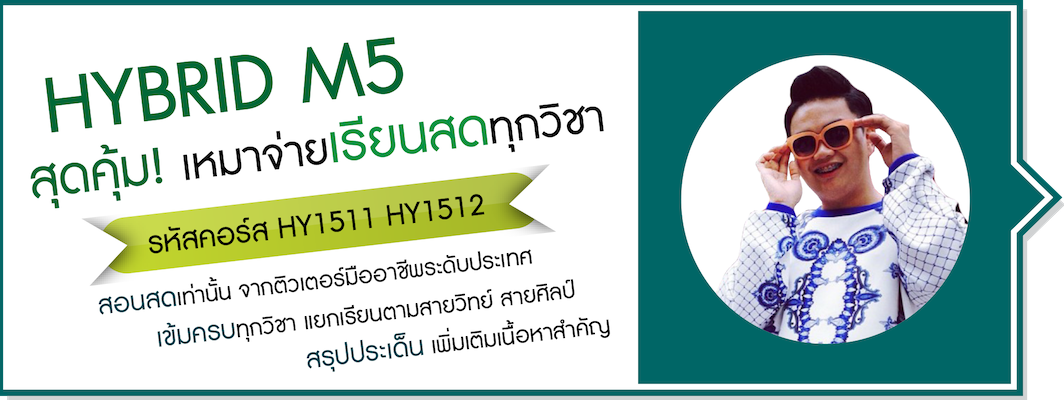 HYBRID M5
สุดคุ้ม! เหมาจ่ายเรียนสดทุกวิชา
รหัสคอร์ส HY1511 HY1512
สอนสดเท่านั้น จากติวเตอร์มืออาชีพระดับประเทศ
เข้มครบทุกวิชา แยกเรียนตามสายวิทย์ สายศิลป์
สรุปประเด็น เพิ่มเติมเนื้อหาสำคัญ